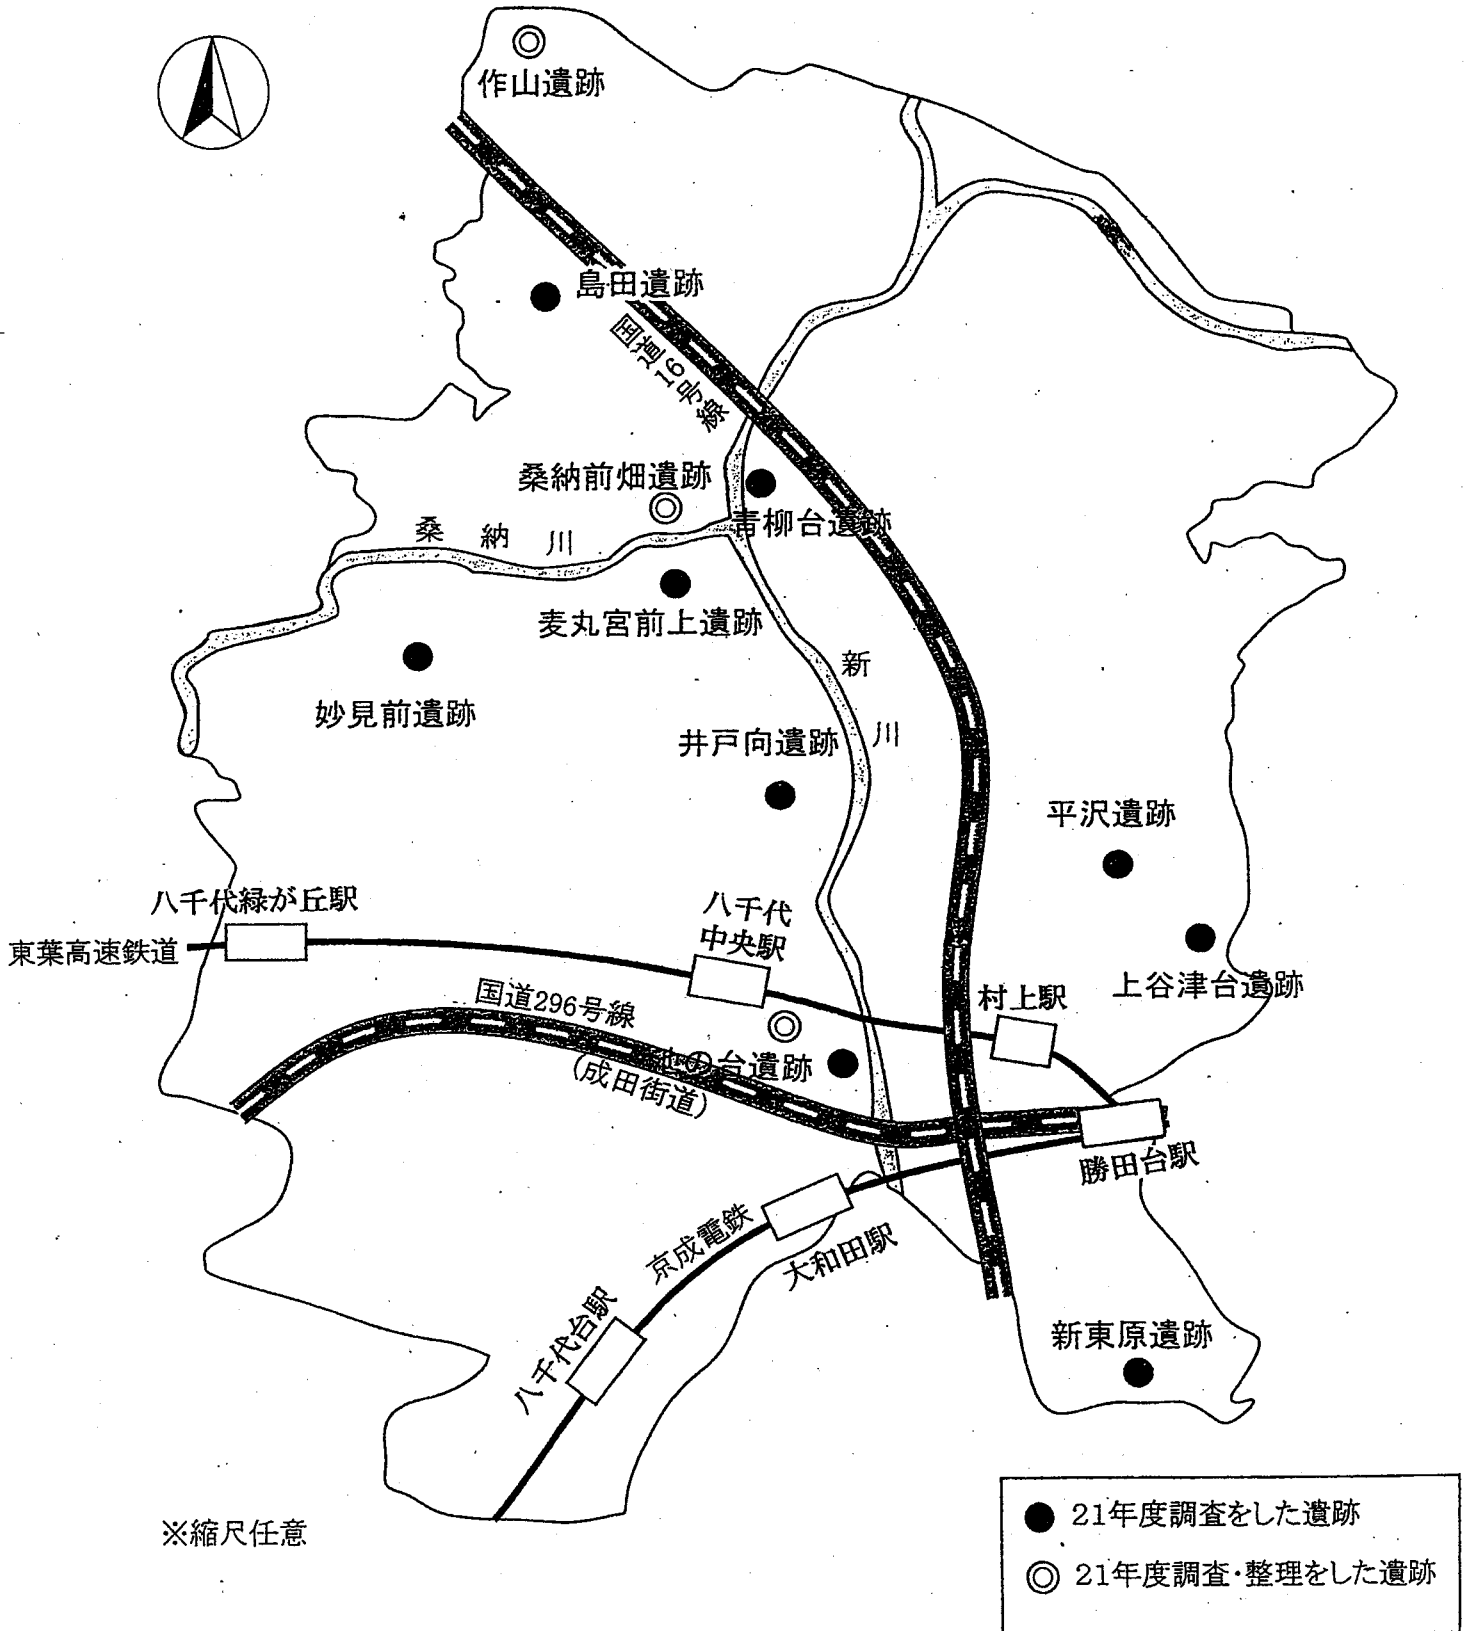 作山遺跡
島田遺跡
国道16号線
桑納前畑遺跡
青柳台遺跡
桑納川
麦丸宮前上遺跡
新川
妙見前遺跡
井戸向遺跡
平沢遺跡
八千代緑が丘駅
八千代
中央駅
東葉高速鉄道
上谷津台遺跡
村上駅
国道296号線
(成田街道)
池の台遺跡
勝田台駅
京成電鉄
大和田駅
八千代台駅
新東原遺跡
※縮尺任意
21年度調査をした遺跡
21年度調査・整理をした遺跡